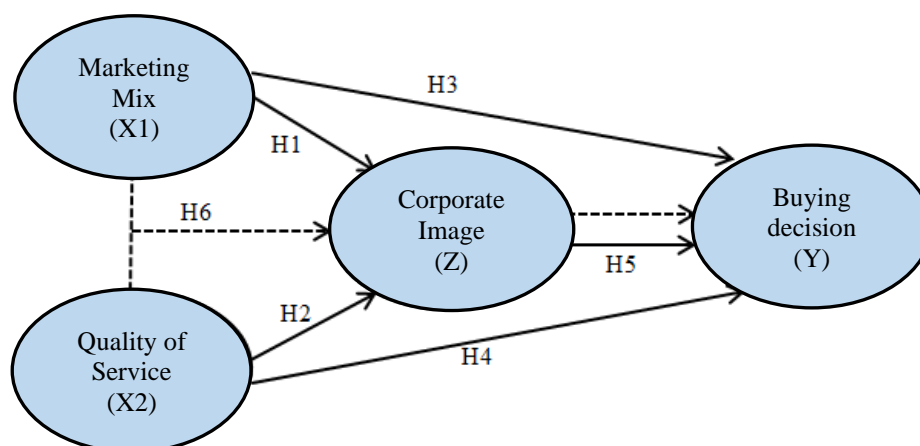 Marketing
Mix
(X1)
H3
H1
H6
Corporate
Image
(Z)
Buying
decision
(Y)
H5
H2
Quality of
Service
(X2)
H4